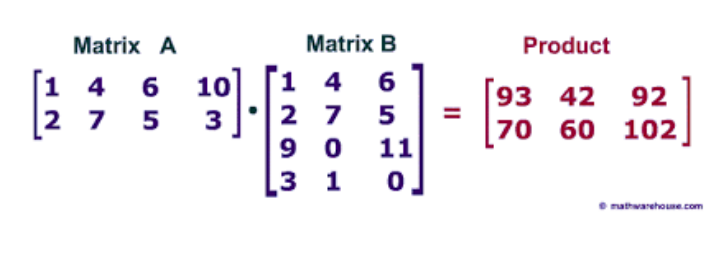 Matrix A Matrix B Product
[1 4 6 10] · [1 4 6] = [93 42 92]
[2 7 5 3] [2 7 5] [70 60 102]
[9 0 11]
[3 1 0]
© mathwarehouse.com